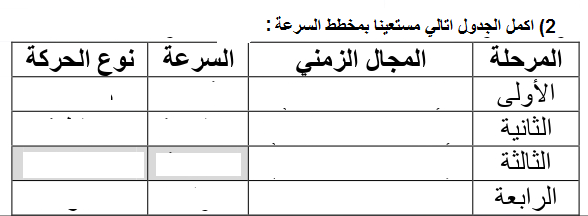 2) اكمل الجدول اتالي مستعينا بمخطط السرعة :
المرحلة المجال الزمني السرعة نوع الحركة
الأولى
الثانية
الثالثة
الرابعة